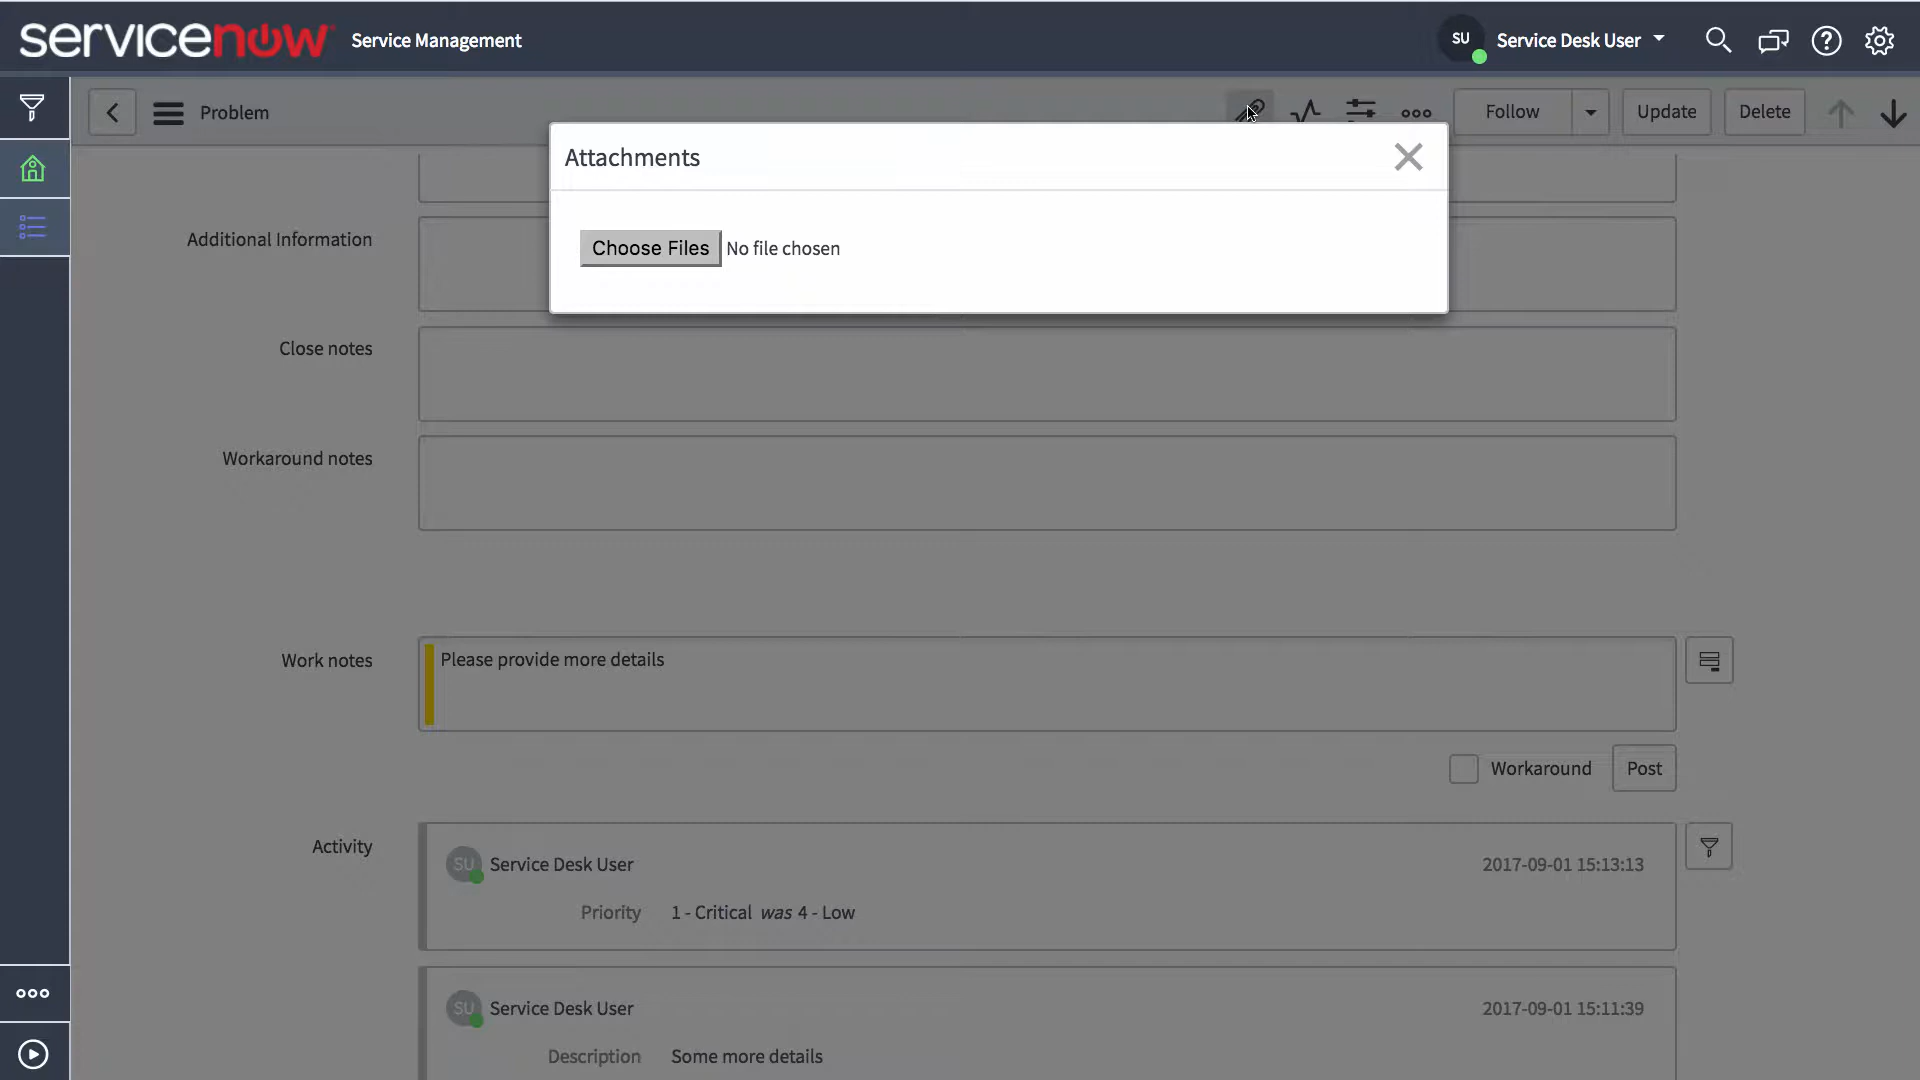 servicenow Service Management
SU Service Desk User
Problem
Follow Update Delete
Attachments
Choose Files No file chosen
Additional Information
Close notes
Workaround notes
Work notes Please provide more details
Workaround Post
Activity
SU Service Desk User 2017-09-01 15:13:13
Priority 1 - Critical was 4 - Low
SU Service Desk User 2017-09-01 15:11:39
Description Some more details